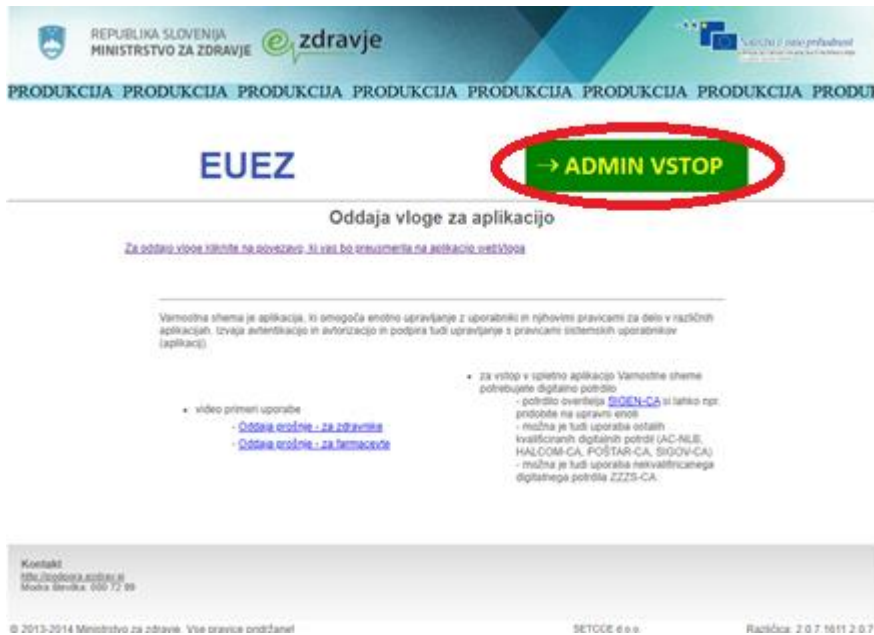 REPUBLIKA SLOVENIJA
MINISTRSTVO ZA ZDRAVJE
e zdravje
PRODUKCIJA PRODUKCIJA PRODUKCIJA PRODUKCIJA PRODUKCIJA PRODUKCIJA PRODUKCIJA PRODU
EUEZ
→ ADMIN VSTOP
Oddaja vloge za aplikacijo
Za oddajo vloge kliknite na povezavo, ki vas bo preusmerila na aplikacijo webVloga
Varnostna shema je aplikacija, ki omogoča enotno upravljanje z uporabniki in njihovimi pravicami za delo v različnih
aplikacijah. Izvaja avtentikacijo in avtorizacijo in podpira tudi upravljanje s pravicami sistemskih uporabnikov
(aplikacij).
• video primeri uporabe
- Oddaja prošnje - za zdravnike
- Oddaja prošnje - za farmacevte
• za vstop v spletno aplikacijo Varnostne sheme
potrebujete digitalno potrdilo
- potrdilo overitelja SIGEN-CA si lahko npr.
pridobite na upravni enoti
- možna je tudi uporaba ostalih
kvalificiranih digitalnih potrdil (AC-NLB,
HALCOM-CA, POŠTAR-CA, SIGOV-CA)
- možna je tudi uporaba nekvalificiranega
digitalnega potrdila ZZZS-CA.
Kontakt
Modra številka: 080 72 99
© 2013-2014 Ministrstvo za zdravje. Vse pravice pridržane!
SETCCE d.o.o.
Različica: 2.0.7.1611 2.0.7